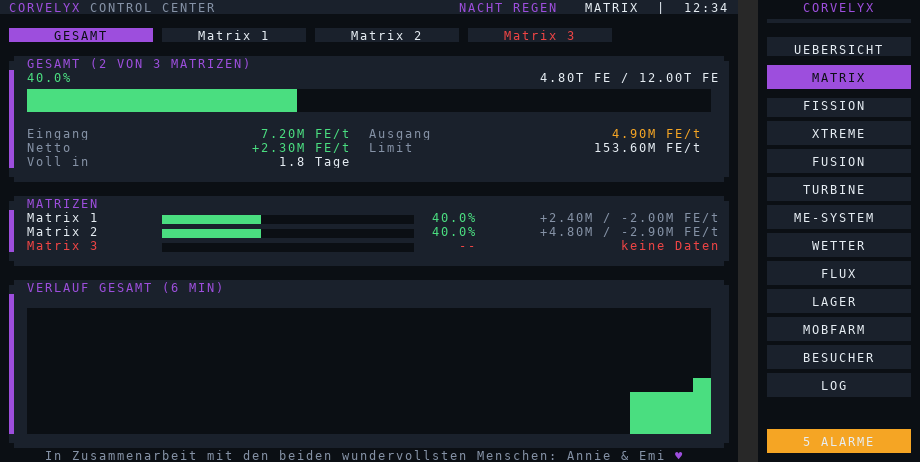 CORVELYX CONTROL CENTER NACHT REGEN MATRIX | 12:34
GESAMT Matrix 1 Matrix 2 Matrix 3
GESAMT (2 VON 3 MATRIZEN)
40.0% 4.80T FE / 12.00T FE
Eingang 7.20M FE/t Ausgang 4.90M FE/t
Netto +2.30M FE/t Limit 153.60M FE/t
Voll in 1.8 Tage
MATRIZEN
Matrix 1 40.0% +2.40M / -2.00M FE/t
Matrix 2 40.0% +4.80M / -2.90M FE/t
Matrix 3 -- keine Daten
VERLAUF GESAMT (6 MIN)
In Zusammenarbeit mit den beiden wundervollsten Menschen: Annie & Emi ♥
CORVELYX
UEBERSICHT
MATRIX
FISSION
XTREME
FUSION
TURBINE
ME-SYSTEM
WETTER
FLUX
LAGER
MOBFARM
BESUCHER
LOG
5 ALARME